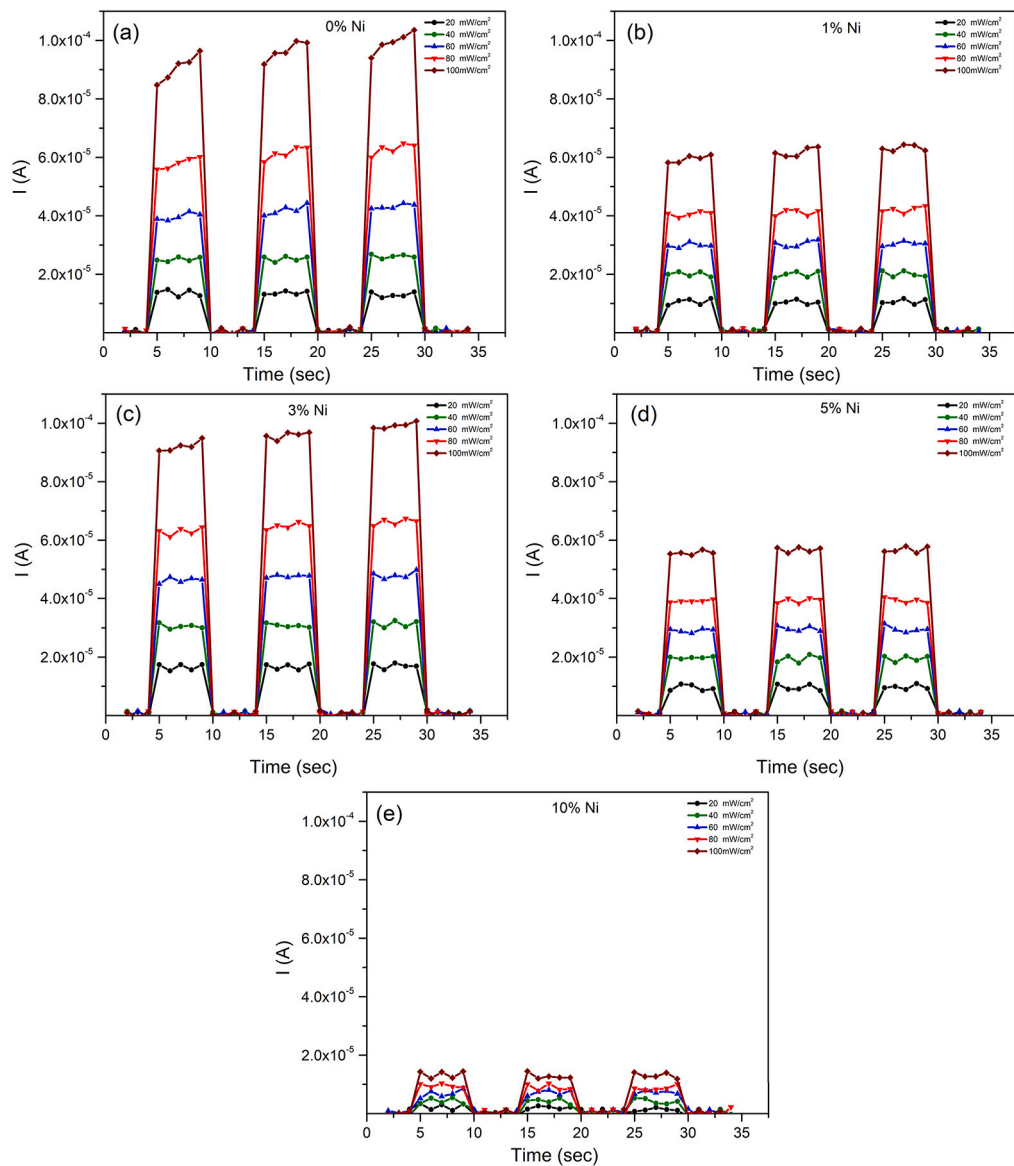 (a)
0% Ni
20 mW/cm²
40 mW/cm²
60 mW/cm²
80 mW/cm²
100mW/cm²
1.0x10⁻⁴
8.0x10⁻⁵
6.0x10⁻⁵
4.0x10⁻⁵
2.0x10⁻⁵
I (A)
0 5 10 15 20 25 30 35
Time (sec)
(b)
1% Ni
20 mW/cm²
40 mW/cm²
60 mW/cm²
80 mW/cm²
100mW/cm²
1.0x10⁻⁴
8.0x10⁻⁵
6.0x10⁻⁵
4.0x10⁻⁵
2.0x10⁻⁵
I (A)
0 5 10 15 20 25 30 35
Time (sec)
(c)
3% Ni
20 mW/cm²
40 mW/cm²
60 mW/cm²
80 mW/cm²
100mW/cm²
1.0x10⁻⁴
8.0x10⁻⁵
6.0x10⁻⁵
4.0x10⁻⁵
2.0x10⁻⁵
I (A)
0 5 10 15 20 25 30 35
Time (sec)
(d)
5% Ni
20 mW/cm²
40 mW/cm²
60 mW/cm²
80 mW/cm²
100mW/cm²
1.0x10⁻⁴
8.0x10⁻⁵
6.0x10⁻⁵
4.0x10⁻⁵
2.0x10⁻⁵
I (A)
0 5 10 15 20 25 30 35
Time (sec)
(e)
10% Ni
20 mW/cm²
40 mW/cm²
60 mW/cm²
80 mW/cm²
100mW/cm²
1.0x10⁻⁴
8.0x10⁻⁵
6.0x10⁻⁵
4.0x10⁻⁵
2.0x10⁻⁵
I (A)
0 5 10 15 20 25 30 35
Time (sec)